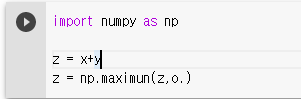 import numpy as np
z = x+y
z = np.maximun(z,o.)